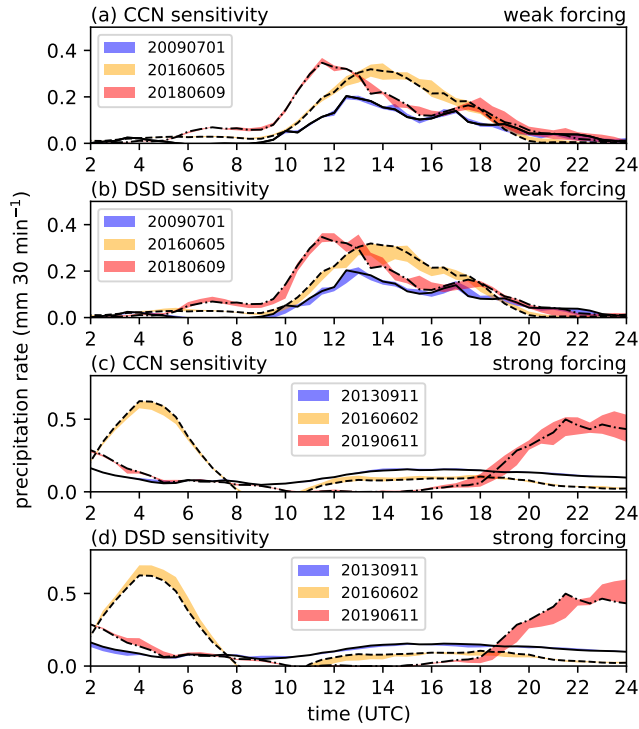 (a) CCN sensitivity weak forcing
0.4
0.2
0.0
20090701
20160605
20180609
2 4 6 8 10 12 14 16 18 20 22 24
(b) DSD sensitivity weak forcing
0.4
0.2
0.0
20090701
20160605
20180609
2 4 6 8 10 12 14 16 18 20 22 24
precipitation rate (mm 30 min⁻¹)
(c) CCN sensitivity strong forcing
0.5
0.0
20130911
20160602
20190611
2 4 6 8 10 12 14 16 18 20 22 24
(d) DSD sensitivity strong forcing
0.5
0.0
20130911
20160602
20190611
2 4 6 8 10 12 14 16 18 20 22 24
time (UTC)